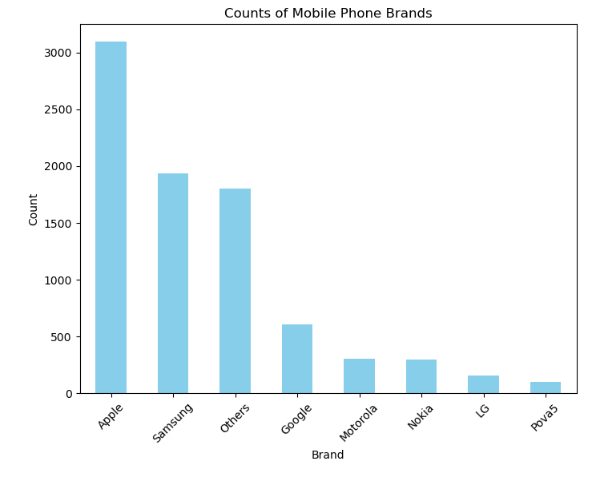 Counts of Mobile Phone Brands
Count
3000
2500
2000
1500
1000
500
0
Apple
Samsung
Others
Google
Motorola
Nokia
LG
Pova5
Brand